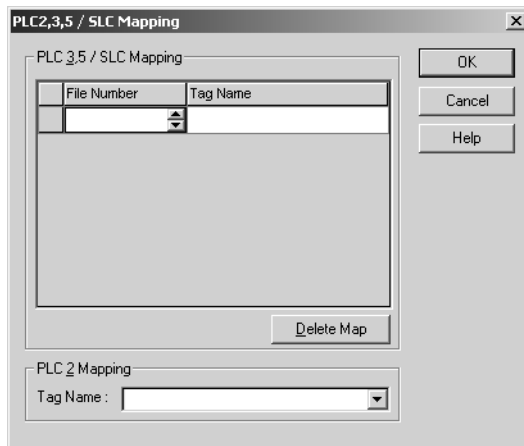 PLC2,3,5 / SLC Mapping
PLC 3,5 / SLC Mapping
File Number Tag Name
Delete Map
PLC 2 Mapping
Tag Name :
OK
Cancel
Help